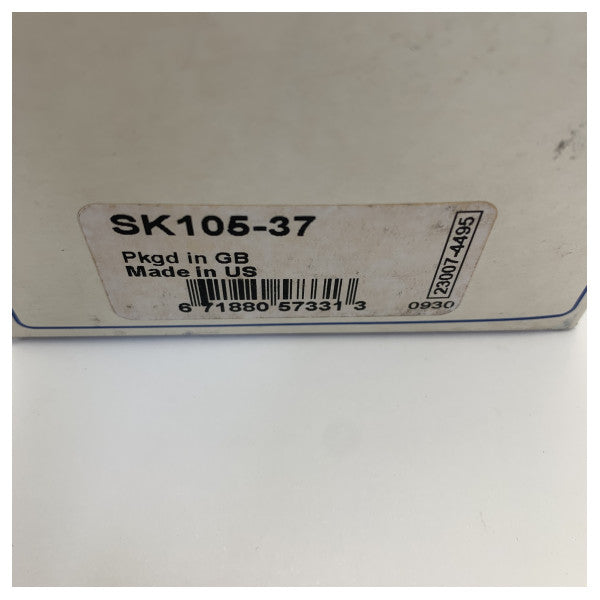 SK105-37
Pkgd in GB
Made in US
23007-4495
6 71880 57331 3
0930